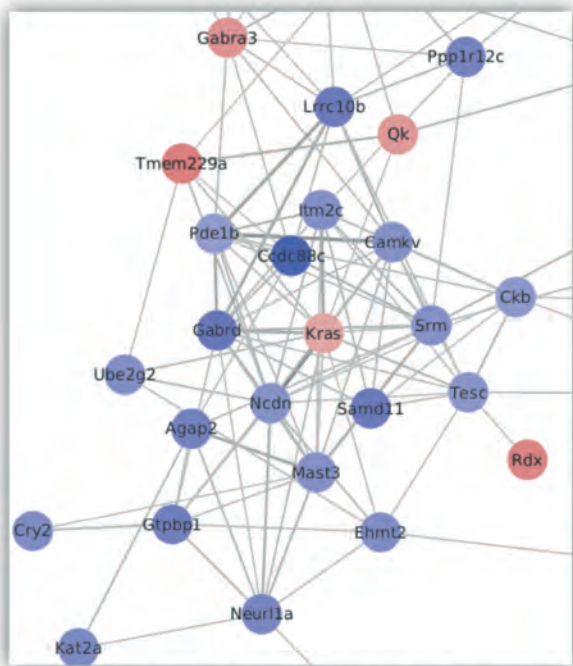 Gabra3
Ppp1r12c
Lrrc10b
Qk
Tmem229a
Itm2c
Pde1b
Camkv
Ccdc88c
Ckb
Gabrd
Kras
Srm
Ube2g2
Ncdn
Samd11
Tesc
Agap2
Mast3
Rdx
Cry2
Gtpbp1
Ehmt2
Neurl1a
Kat2a